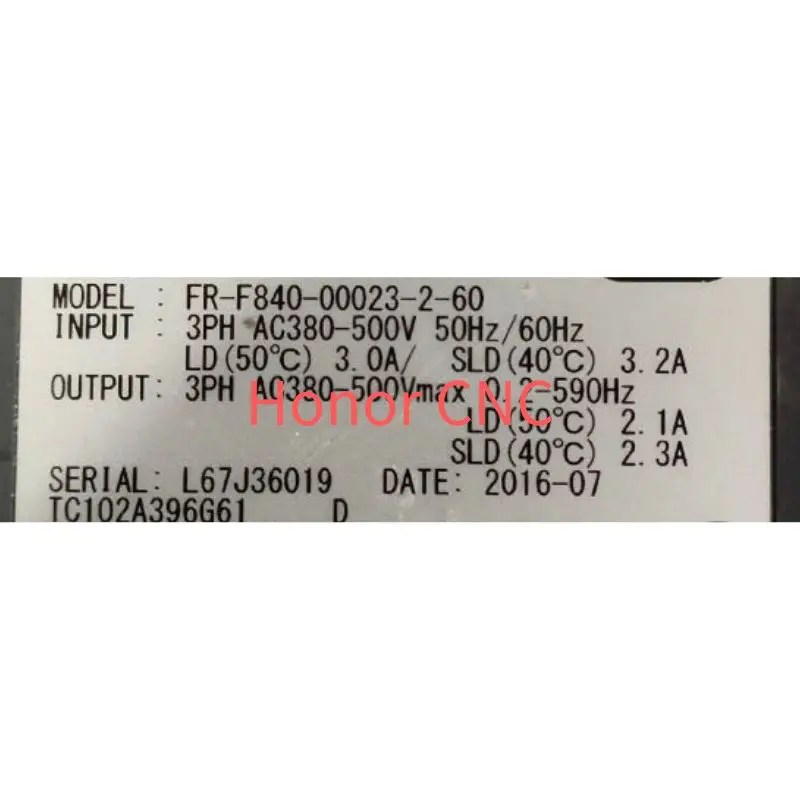 MODEL : FR-F840-00023-2-60
INPUT : 3PH AC380-500V 50Hz/60Hz
LD(50℃) 3.0A/ SLD(40℃) 3.2A
OUTPUT: 3PH AC380-500Vmax 0.2-590Hz
Honor CNC
LD(50℃) 2.1A
SLD(40℃) 2.3A
SERIAL: L67J36019 DATE: 2016-07
TC102A396G61 D